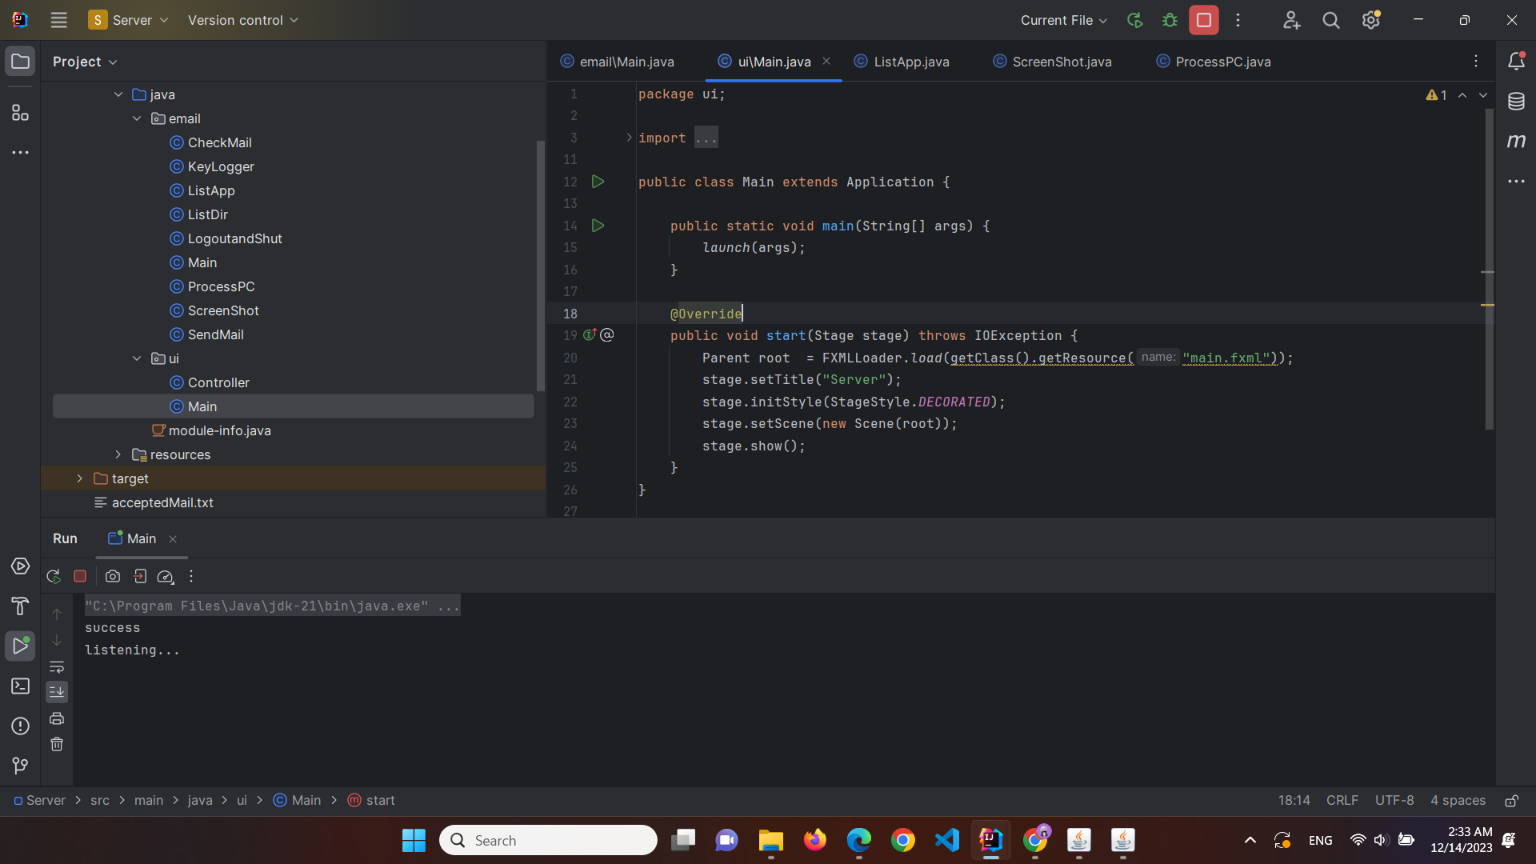 S Server Version control Current File
Project
email\Main.java ui\Main.java ListApp.java ScreenShot.java ProcessPC.java
java
email
CheckMail
KeyLogger
ListApp
ListDir
LogoutandShut
Main
ProcessPC
ScreenShot
SendMail
ui
Controller
Main
module-info.java
resources
target
acceptedMail.txt
1 package ui;
2
3 import ...
11
12 public class Main extends Application {
13
14 public static void main(String[] args) {
15 launch(args);
16 }
17
18 @Override
19 public void start(Stage stage) throws IOException {
20 Parent root = FXMLLoader.load(getClass().getResource( name: "main.fxml"));
21 stage.setTitle("Server");
22 stage.initStyle(StageStyle.DECORATED);
23 stage.setScene(new Scene(root));
24 stage.show();
25 }
26 }
27
1
m
Run Main
"C:\Program Files\Java\jdk-21\bin\java.exe" ...
success
listening...
Server > src > main > java > ui > Main > start
18:14 CRLF UTF-8 4 spaces
Search
ENG
2:33 AM
12/14/2023